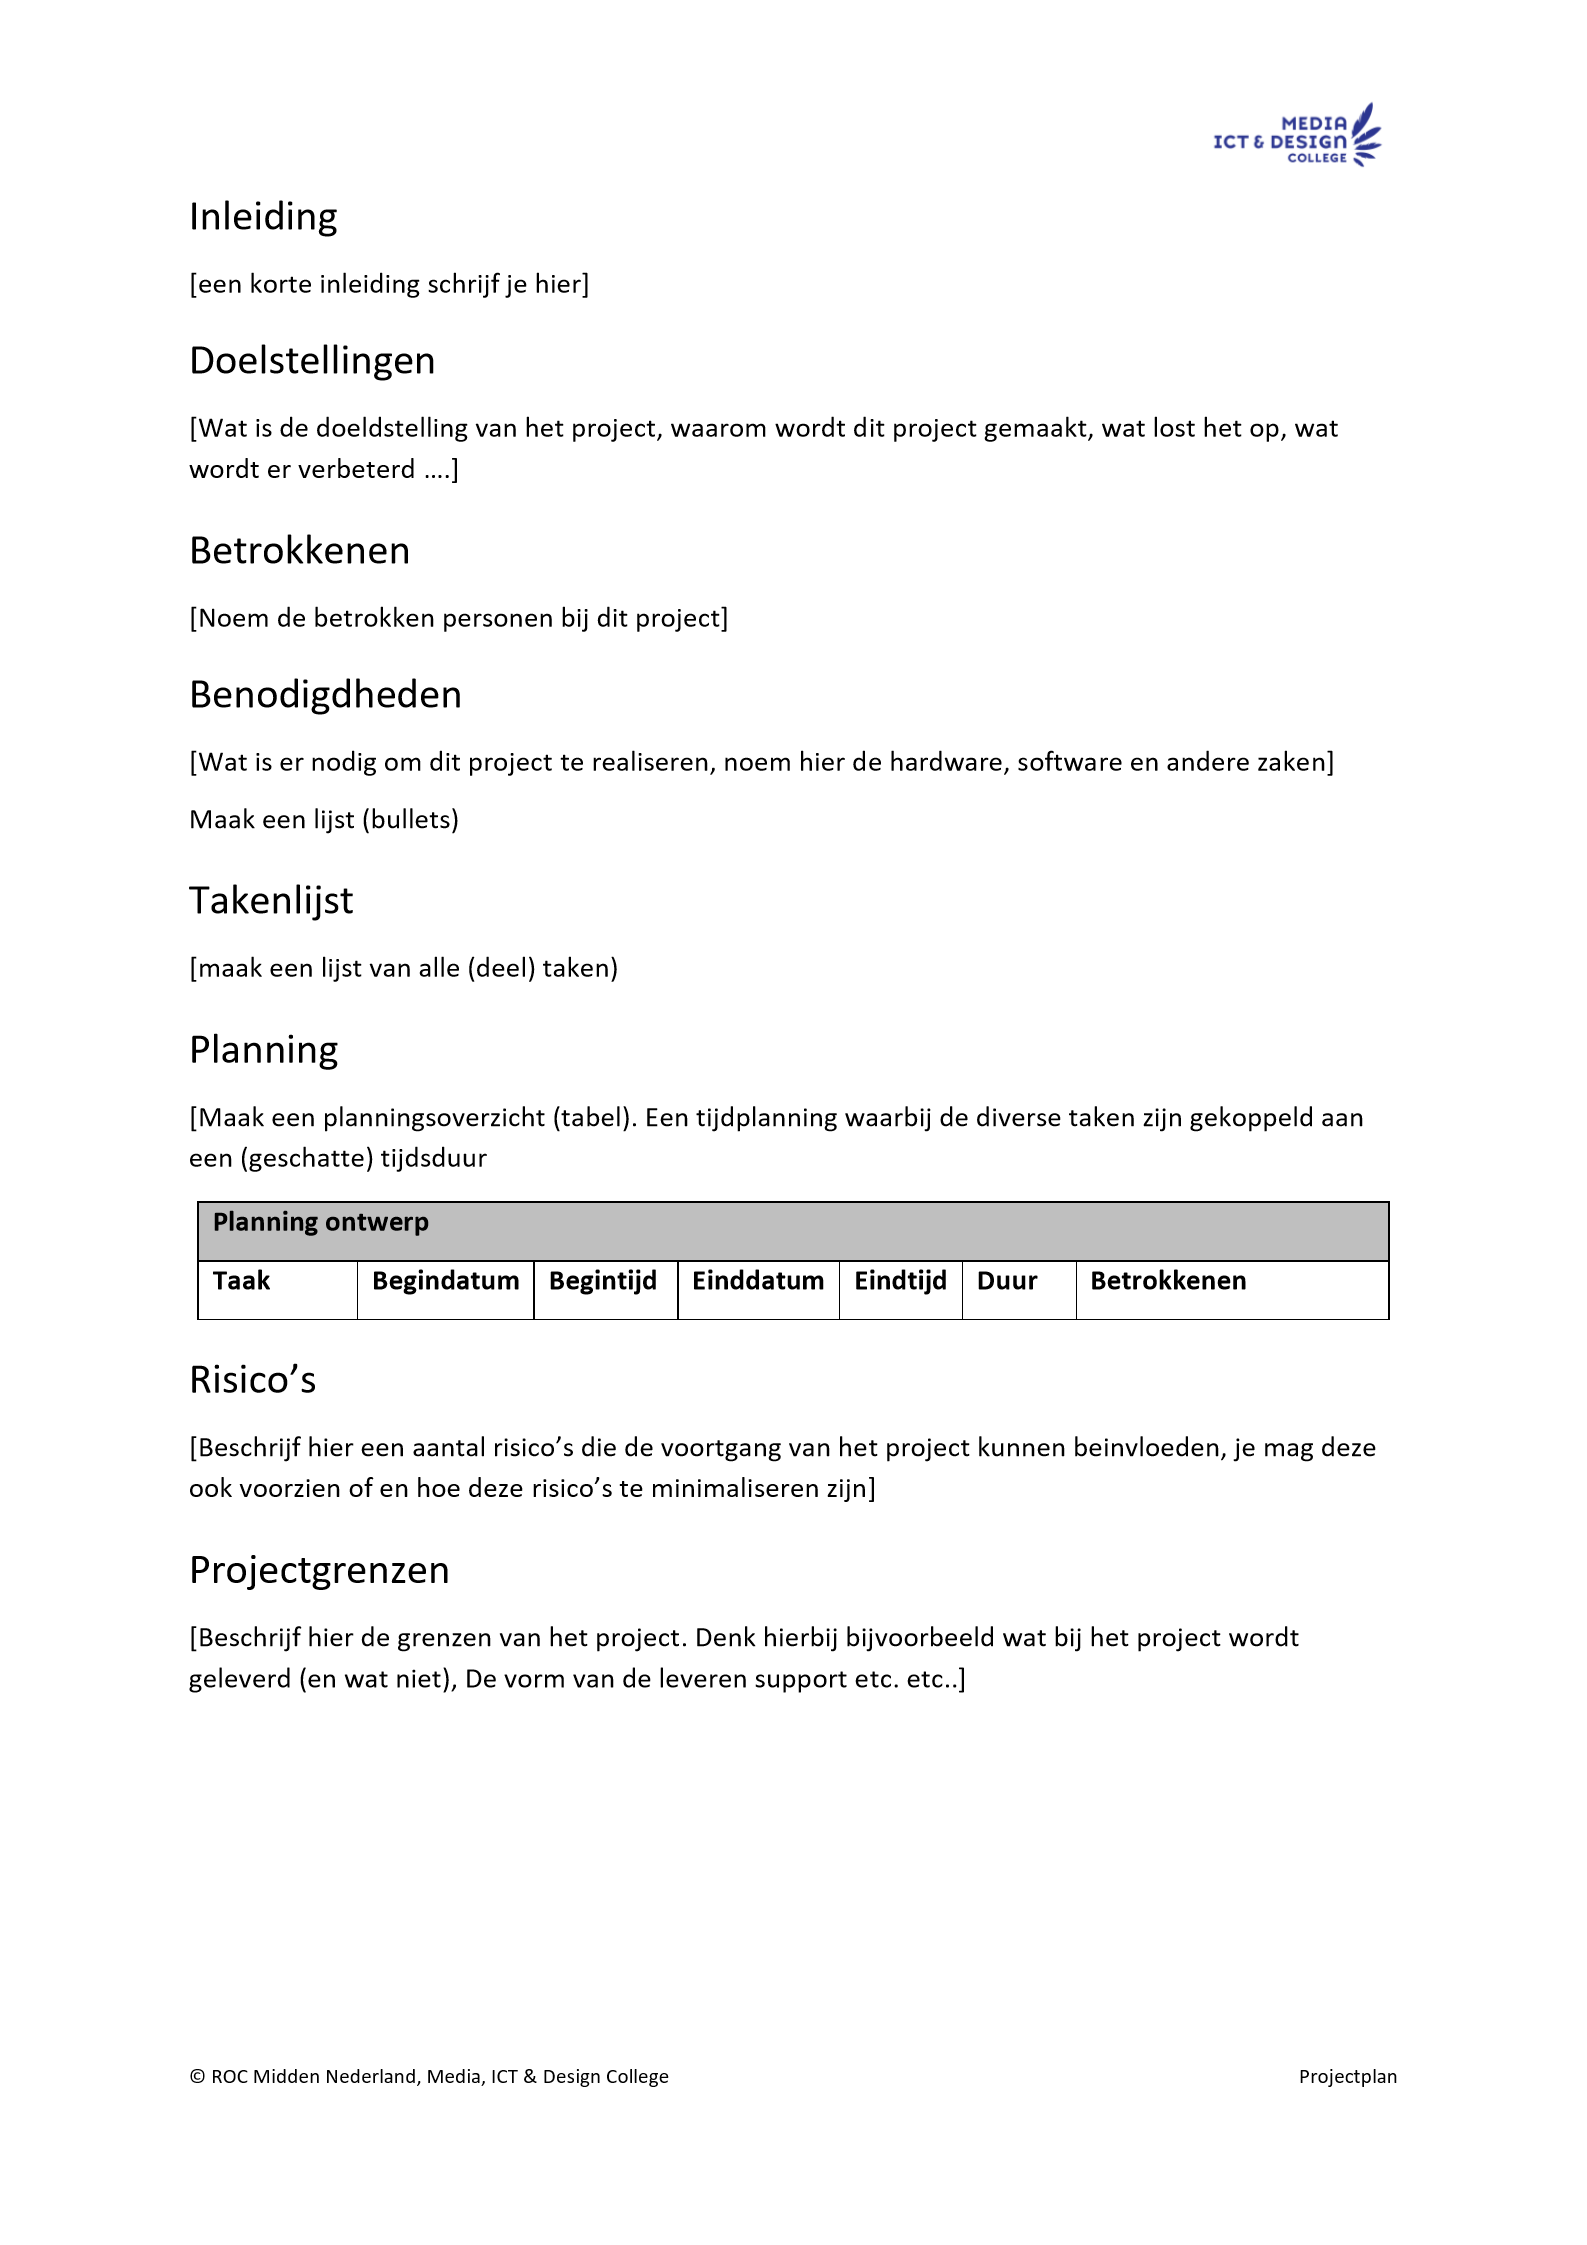 MEDIA
ICT & DESIGN
COLLEGE
Inleiding
[een korte inleiding schrijf je hier]
Doelstellingen
[Wat is de doeldstelling van het project, waarom wordt dit project gemaakt, wat lost het op, wat
wordt er verbeterd ....]
Betrokkenen
[Noem de betrokken personen bij dit project]
Benodigdheden
[Wat is er nodig om dit project te realiseren, noem hier de hardware, software en andere zaken]
Maak een lijst (bullets)
Takenlijst
[maak een lijst van alle (deel) taken)
Planning
[Maak een planningsoverzicht (tabel). Een tijdplanning waarbij de diverse taken zijn gekoppeld aan
een (geschatte) tijdsduur
Planning ontwerp
Taak Begindatum Begintijd Einddatum Eindtijd Duur Betrokkenen
Risico’s
[Beschrijf hier een aantal risico’s die de voortgang van het project kunnen beinvloeden, je mag deze
ook voorzien of en hoe deze risico’s te minimaliseren zijn]
Projectgrenzen
[Beschrijf hier de grenzen van het project. Denk hierbij bijvoorbeeld wat bij het project wordt
geleverd (en wat niet), De vorm van de leveren support etc. etc..]
© ROC Midden Nederland, Media, ICT & Design College Projectplan